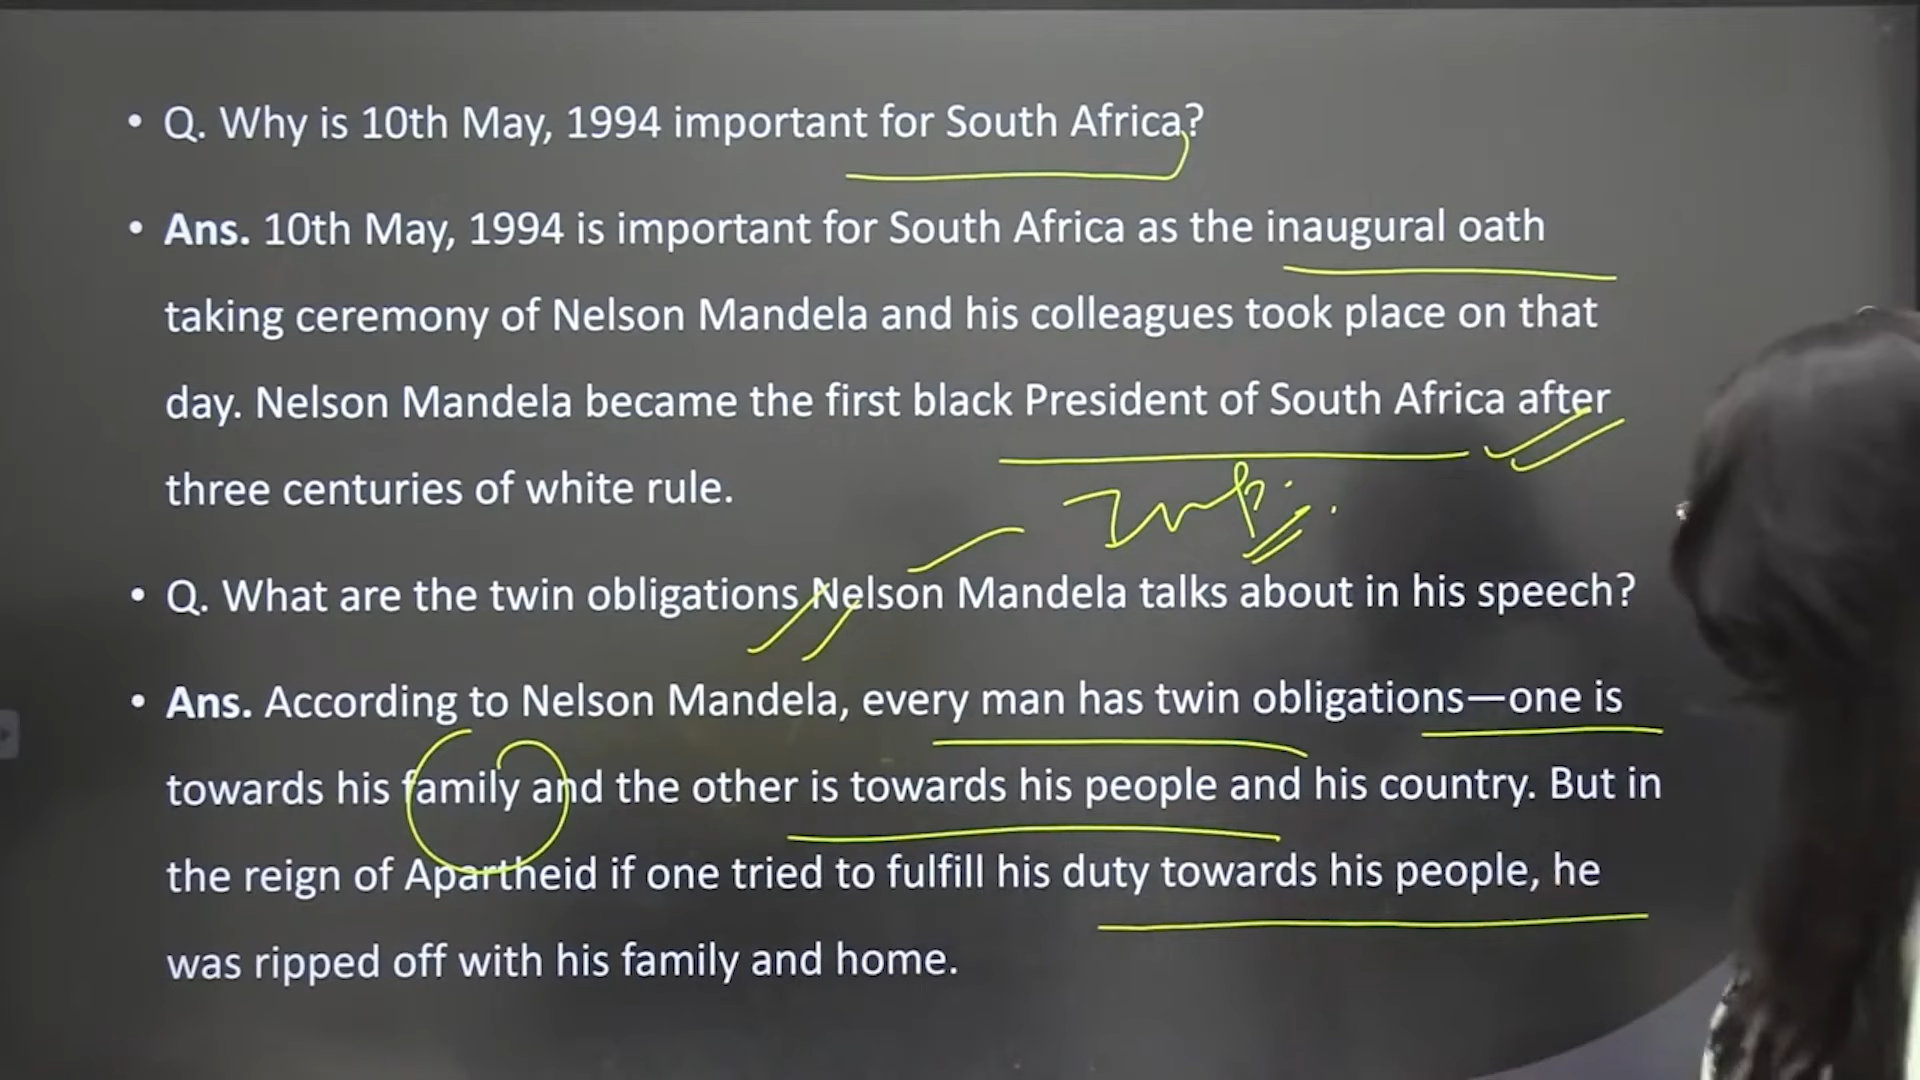 • Q. Why is 10th May, 1994 important for South Africa?
• Ans. 10th May, 1994 is important for South Africa as the inaugural oath
taking ceremony of Nelson Mandela and his colleagues took place on that
day. Nelson Mandela became the first black President of South Africa after
three centuries of white rule.
Imp.
• Q. What are the twin obligations Nelson Mandela talks about in his speech?
• Ans. According to Nelson Mandela, every man has twin obligations—one is
towards his family and the other is towards his people and his country. But in
the reign of Apartheid if one tried to fulfill his duty towards his people, he
was ripped off with his family and home.